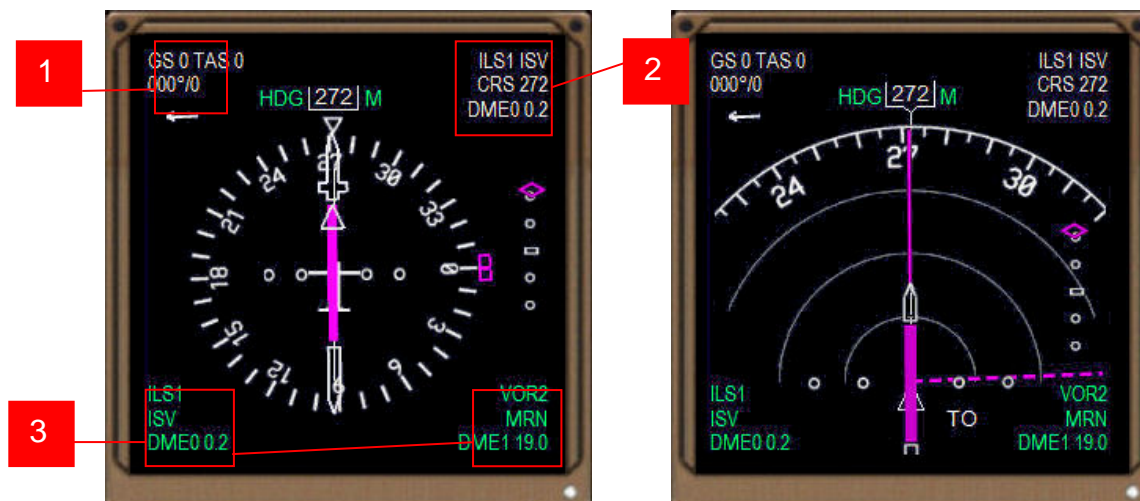 1
GS 0 TAS 0
000°/0
ILS1 ISV
CRS 272
DME0 0.2
HDG 272 M
24
27
30
33
0
3
6
9
12
15
18
21
ILS1
ISV
DME0 0.2
VOR2
MRN
DME1 19.0
3
2
GS 0 TAS 0
000°/0
ILS1 ISV
CRS 272
DME0 0.2
HDG 272 M
24
27
30
TO
ILS1
ISV
DME0 0.2
VOR2
MRN
DME1 19.0